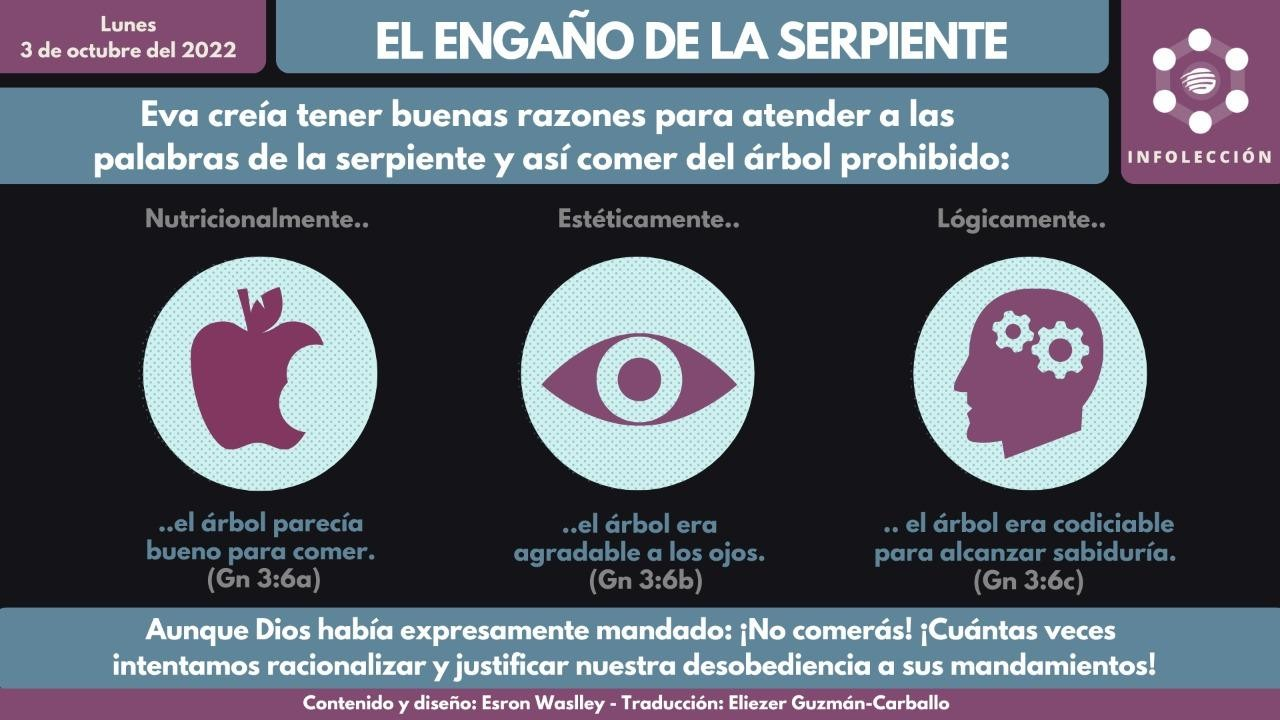 Lunes
3 de octubre del 2022
EL ENGAÑO DE LA SERPIENTE
INFOLECCIÓN
Eva creía tener buenas razones para atender a las
palabras de la serpiente y así comer del árbol prohibido:
Nutricionalmente..
..el árbol parecía
bueno para comer.
(Gn 3:6a)
Estéticamente..
..el árbol era
agradable a los ojos.
(Gn 3:6b)
Lógicamente..
.. el árbol era codiciable
para alcanzar sabiduría.
(Gn 3:6c)
Aunque Dios había expresamente mandado: ¡No comerás! ¡Cuántas veces
intentamos racionalizar y justificar nuestra desobediencia a sus mandamientos!
Contenido y diseño: Esron Waslley - Traducción: Eliezer Guzmán-Carballo